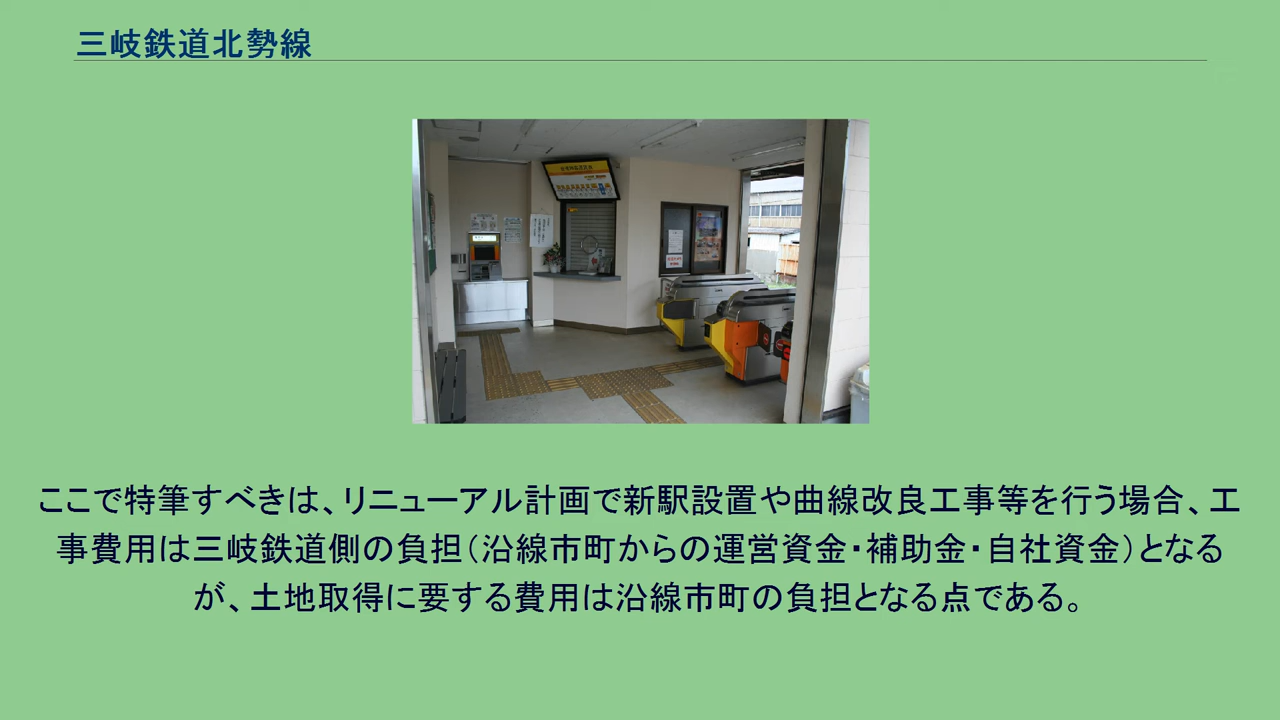 三岐鉄道北勢線
ここで特筆すべきは、リニューアル計画で新駅設置や曲線改良工事等を行う場合、工
事費用は三岐鉄道側の負担(沿線市町からの運営資金・補助金・自社資金)となる
が、土地取得に要する費用は沿線市町の負担となる点である。